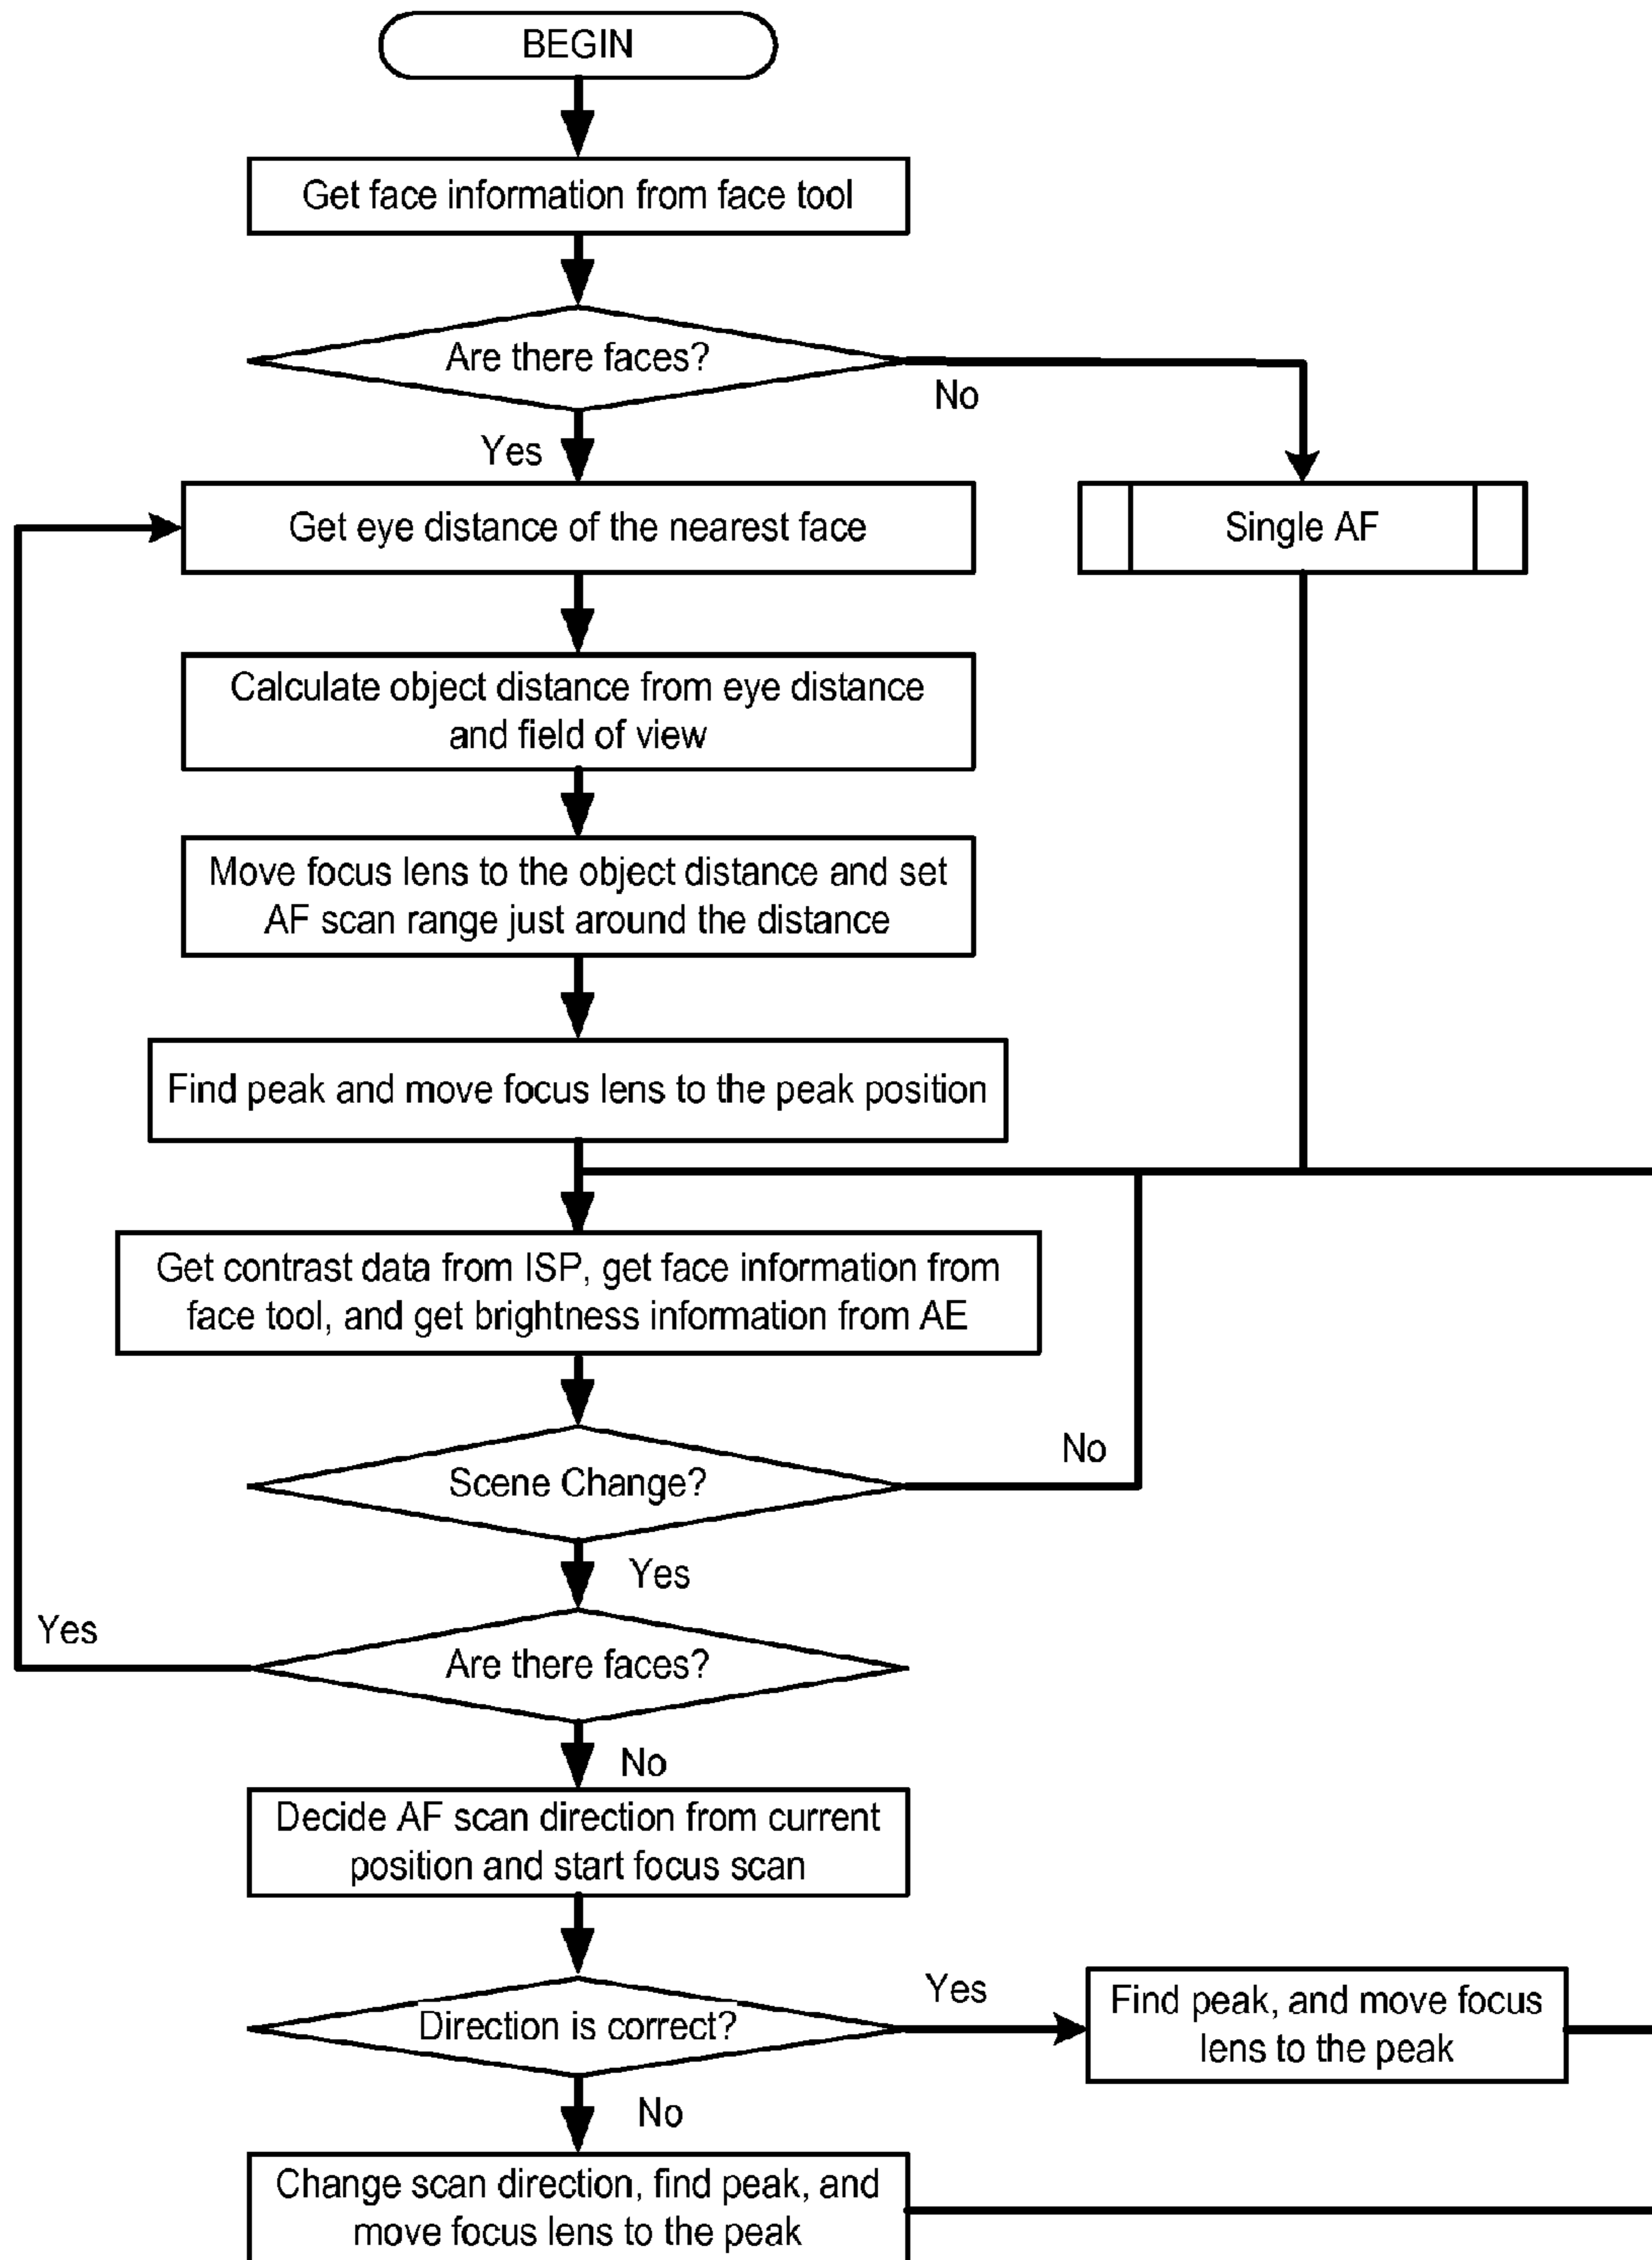 BEGIN
Get face information from face tool
Are there faces?
No
Yes
Get eye distance of the nearest face
Single AF
Calculate object distance from eye distance
and field of view
Move focus lens to the object distance and set
AF scan range just around the distance
Find peak and move focus lens to the peak position
Get contrast data from ISP, get face information from
face tool, and get brightness information from AE
Scene Change?
No
Yes
Yes
Are there faces?
No
Decide AF scan direction from current
position and start focus scan
Direction is correct?
Yes
Find peak, and move focus
lens to the peak
No
Change scan direction, find peak, and
move focus lens to the peak